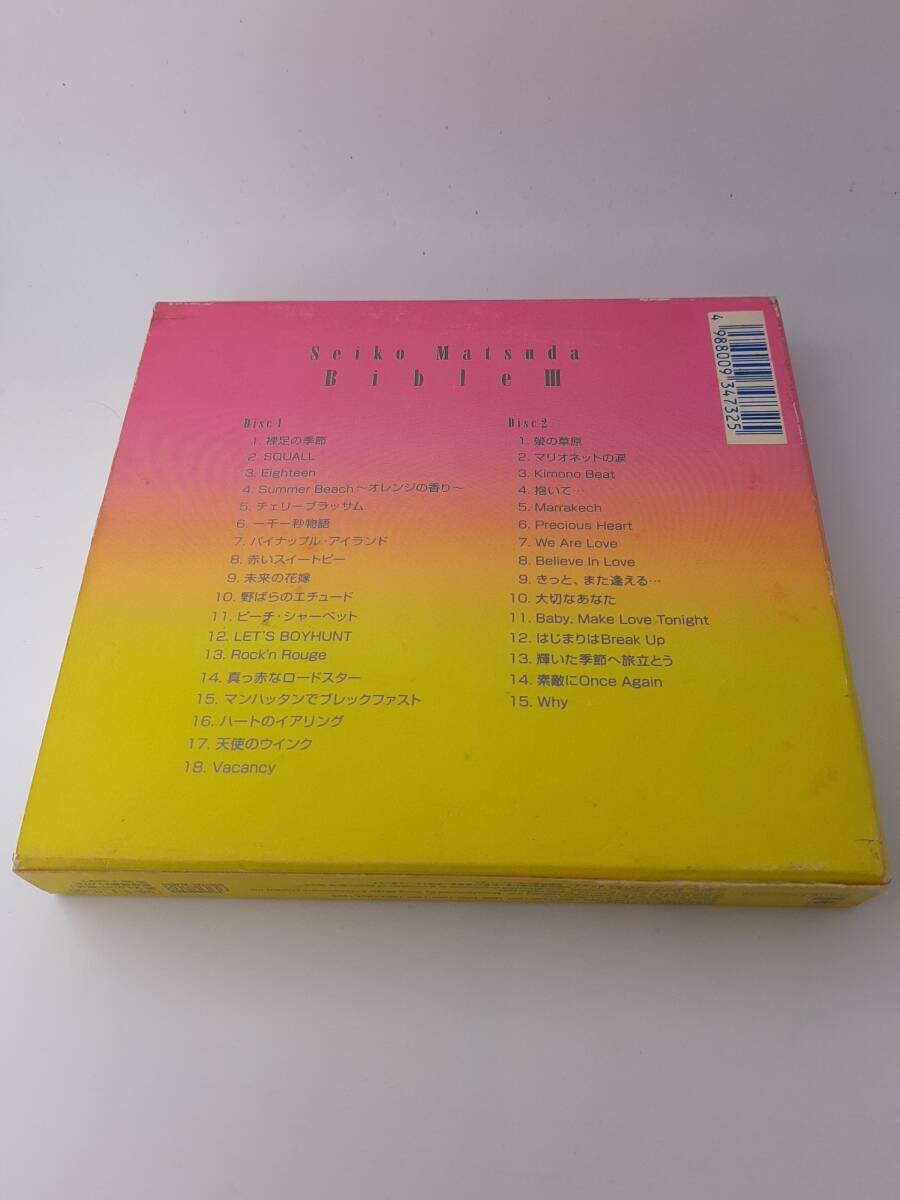 Seiko Matsuda
Bible III
Disc 1
1. 裸足の季節
2. SQUALL
3. Eighteen
4. Summer Beach～オレンジの香り～
5. チェリーブラッサム
6. 一千一秒物語
7. パイナップル・アイランド
8. 赤いスイートピー
9. 未来の花嫁
10. 野ばらのエチュード
11. ピーチ・シャーベット
12. LET'S BOYHUNT
13. Rock'n Rouge
14. 真っ赤なロードスター
15. マンハッタンでブレックファスト
16. ハートのイアリング
17. 天使のウインク
18. Vacancy
Disc 2
1. 螢の草原
2. マリオネットの涙
3. Kimono Beat
4. 抱いて…
5. Marrakech
6. Precious Heart
7. We Are Love
8. Believe In Love
9. きっと、また逢える…
10. 大切なあなた
11. Baby, Make Love Tonight
12. はじまりはBreak Up
13. 輝いた季節へ旅立とう
14. 素敵にOnce Again
15. Why
4 988009 347325